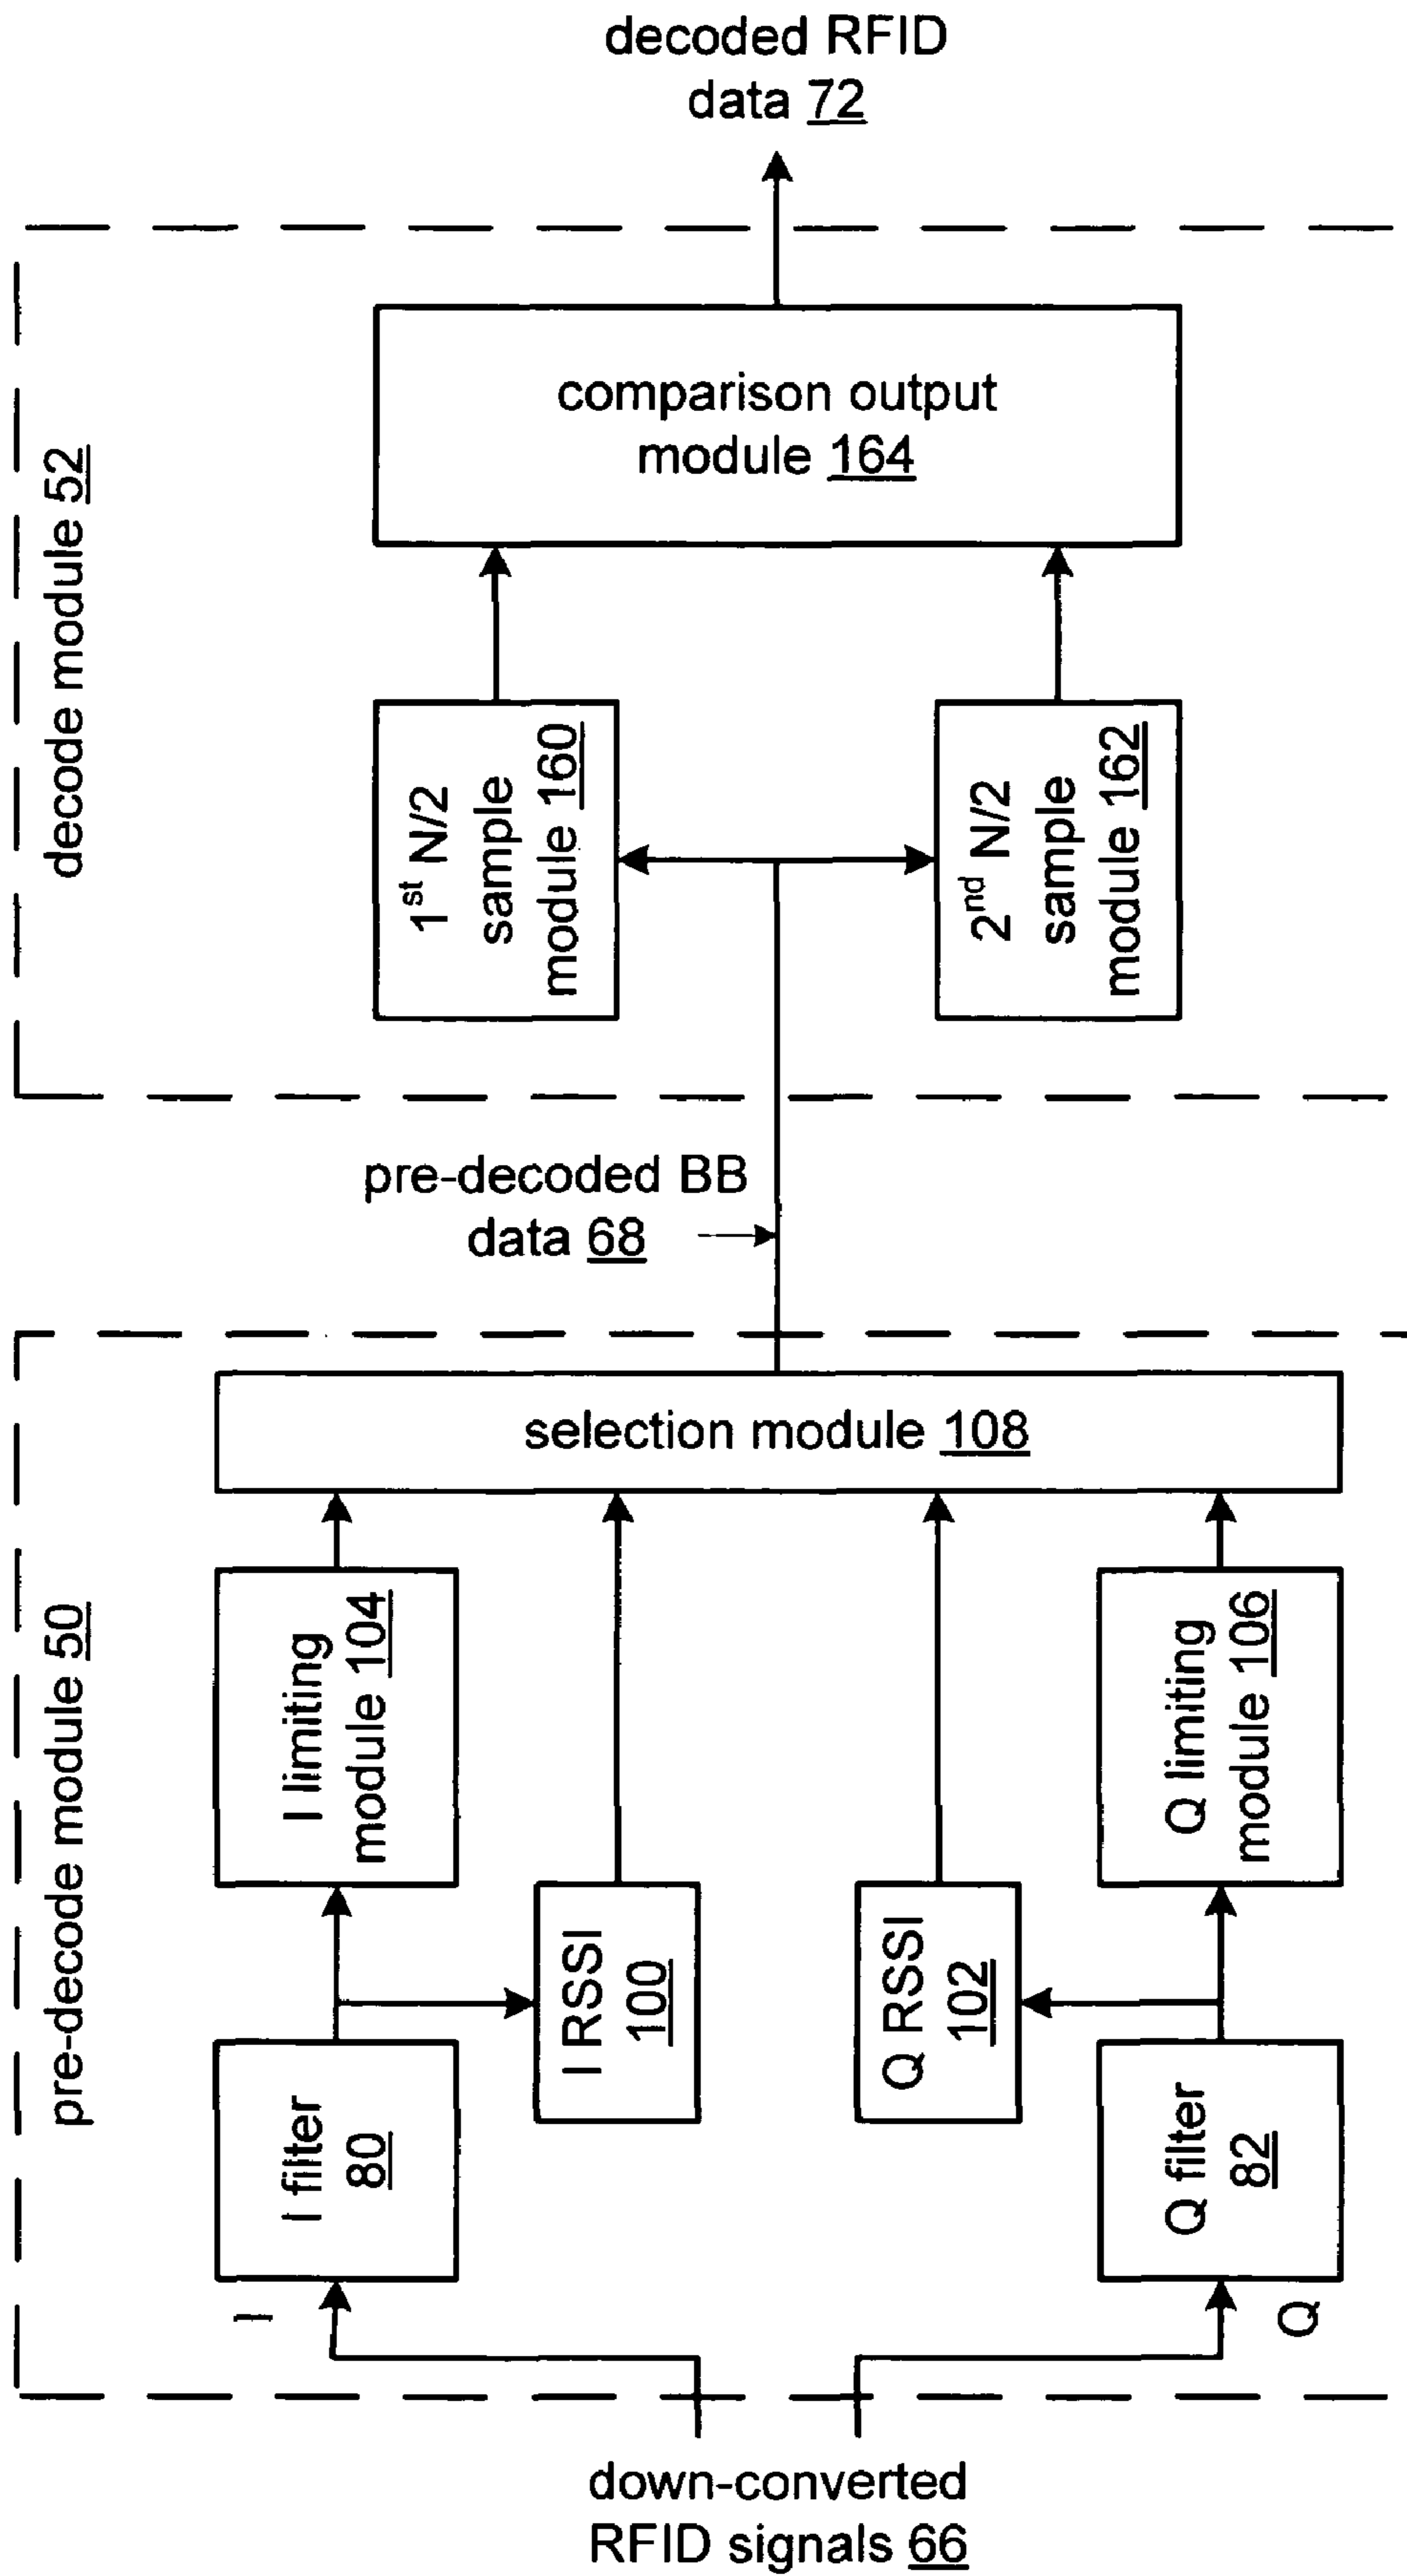 decoded RFID
data 72
decode module 52
comparison output
module 164
1st N/2
sample
module 160
2nd N/2
sample
module 162
pre-decoded BB
data 68
pre-decode module 50
selection module 108
I limiting
module 104
Q limiting
module 106
I RSSI
100
Q RSSI
102
I filter
80
Q filter
82
I
Q
down-converted
RFID signals 66